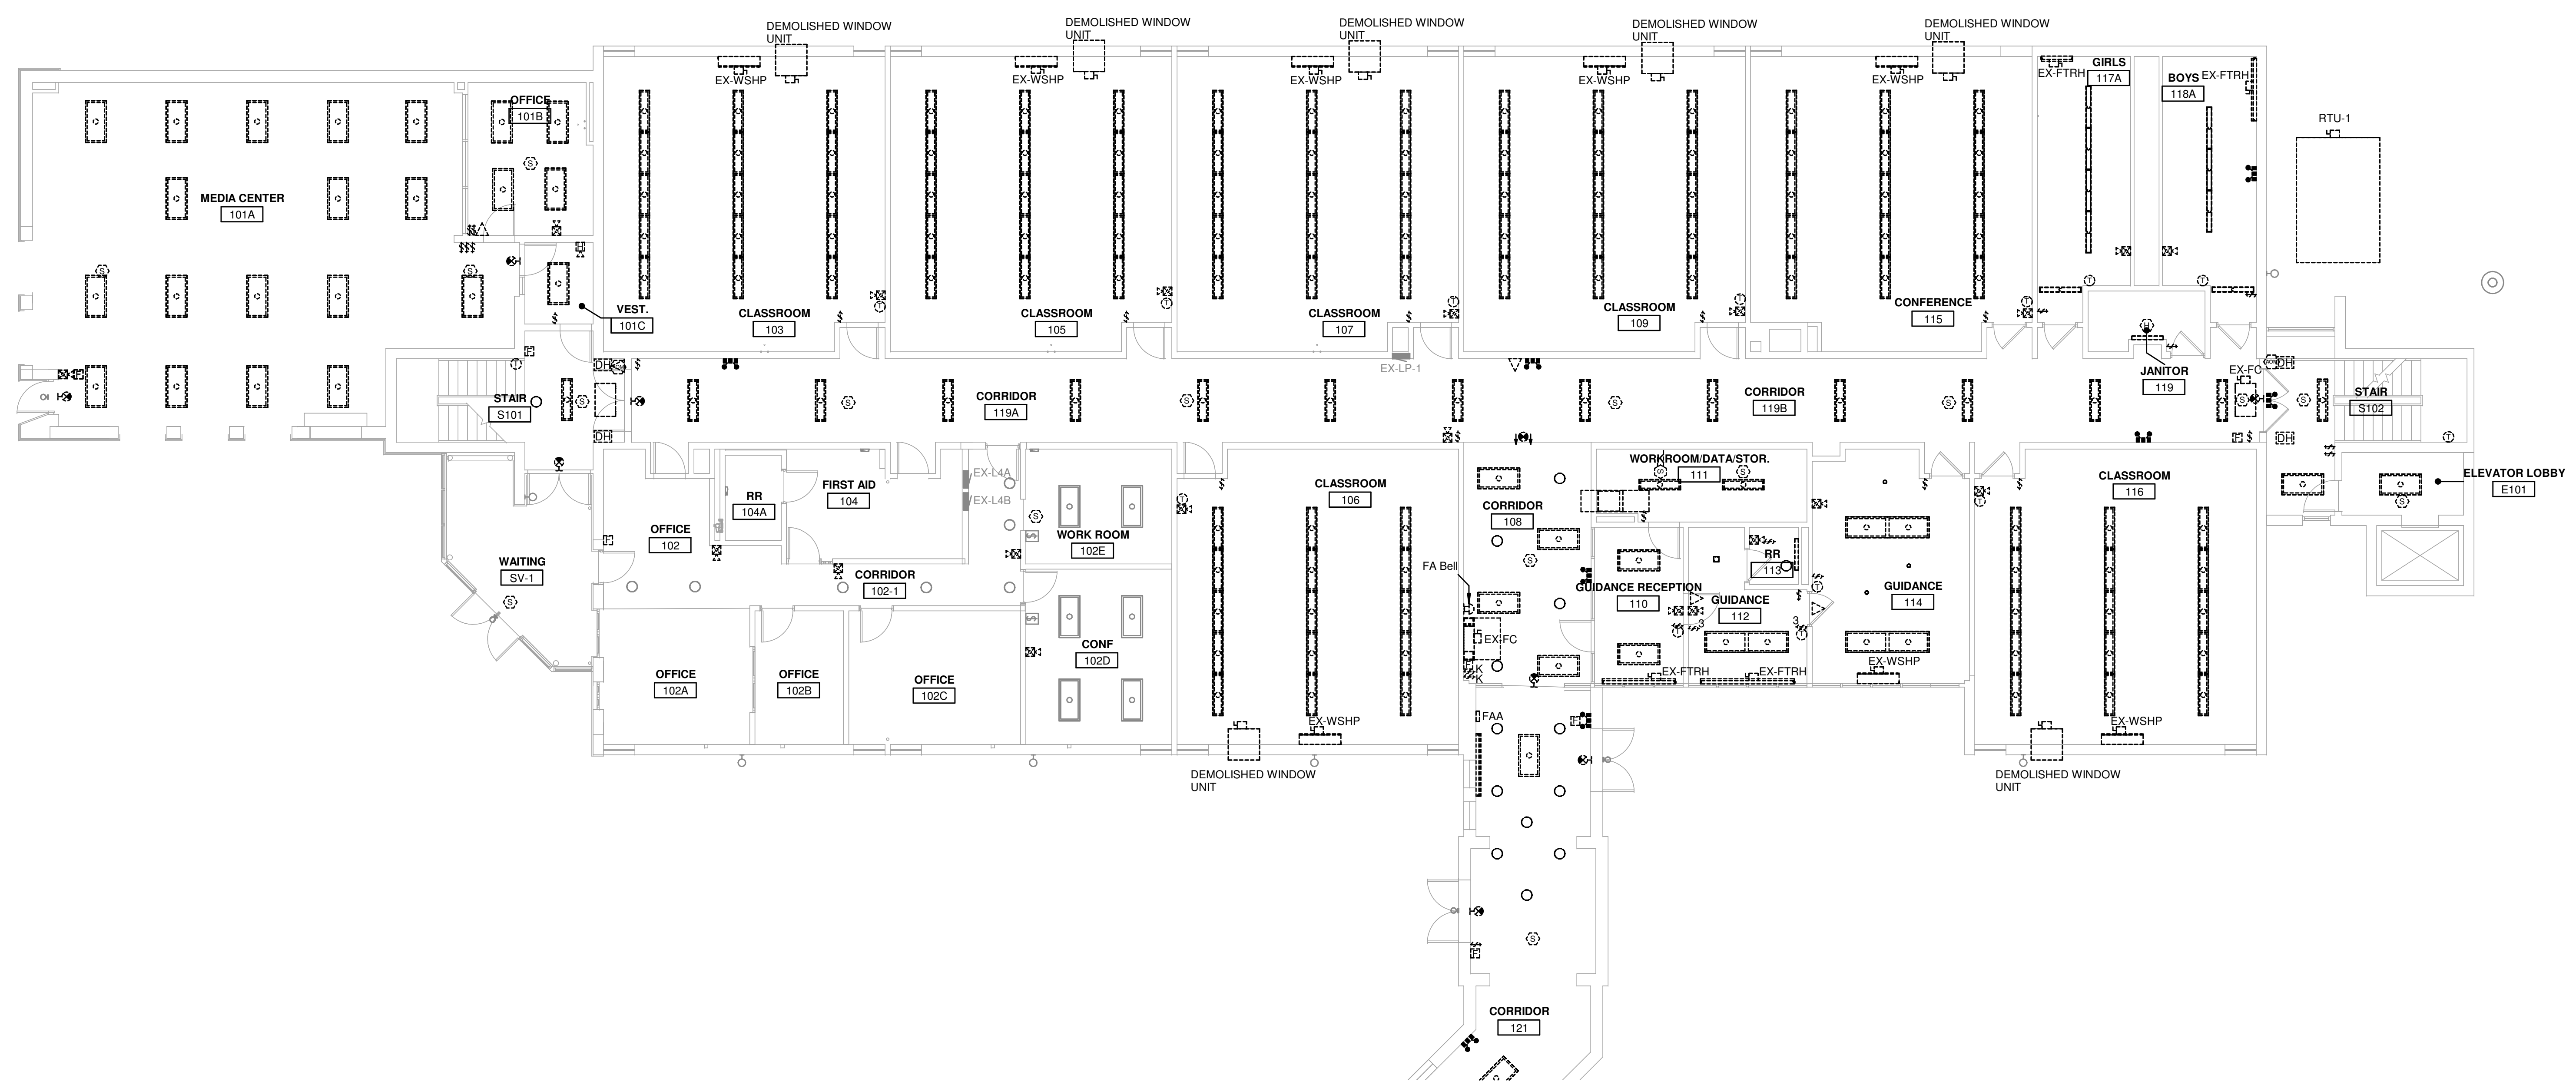 DEMOLISHED WINDOW
UNIT
DEMOLISHED WINDOW
UNIT
DEMOLISHED WINDOW
UNIT
DEMOLISHED WINDOW
UNIT
DEMOLISHED WINDOW
UNIT
EX-WSHP
EX-WSHP
EX-WSHP
EX-WSHP
EX-WSHP
EX-FTRH
GIRLS
117A
BOYS
118A
EX-FTRH
RTU-1
OFFICE
101B
S
MEDIA CENTER
101A
S
S
VEST.
101C
CLASSROOM
103
T
CLASSROOM
105
T
CLASSROOM
107
T
CLASSROOM
109
T
CONFERENCE
115
T
T
T
H
EX-LP-1
JANITOR
119
T
H
DH
STAIR
S101
S
DH
S
CORRIDOR
119A
S
S
CORRIDOR
119B
S
EX-FC
S
DH
S
STAIR
S102
H
DH
T
WAITING
SV-1
S
OFFICE
102
H
RR
104A
FIRST AID
104
EX-L4A
EX-L4B
S
WORK ROOM
102E
CORRIDOR
102-1
OFFICE
102A
OFFICE
102B
OFFICE
102C
CONF
102D
T
CLASSROOM
106
CORRIDOR
108
S
FA Bell
EX-FC
K
K
WORKROOM/DATA/STOR.
111
S
S
GUIDANCE RECEPTION
110
T
3
GUIDANCE
112
3
T
RR
113
T
GUIDANCE
114
EX-FTRH
EX-FTRH
EX-WSHP
T
CLASSROOM
116
ELEVATOR LOBBY
E101
S
EX-WSHP
EX-WSHP
DEMOLISHED WINDOW
UNIT
DEMOLISHED WINDOW
UNIT
FAA
F
S
F
CORRIDOR
121